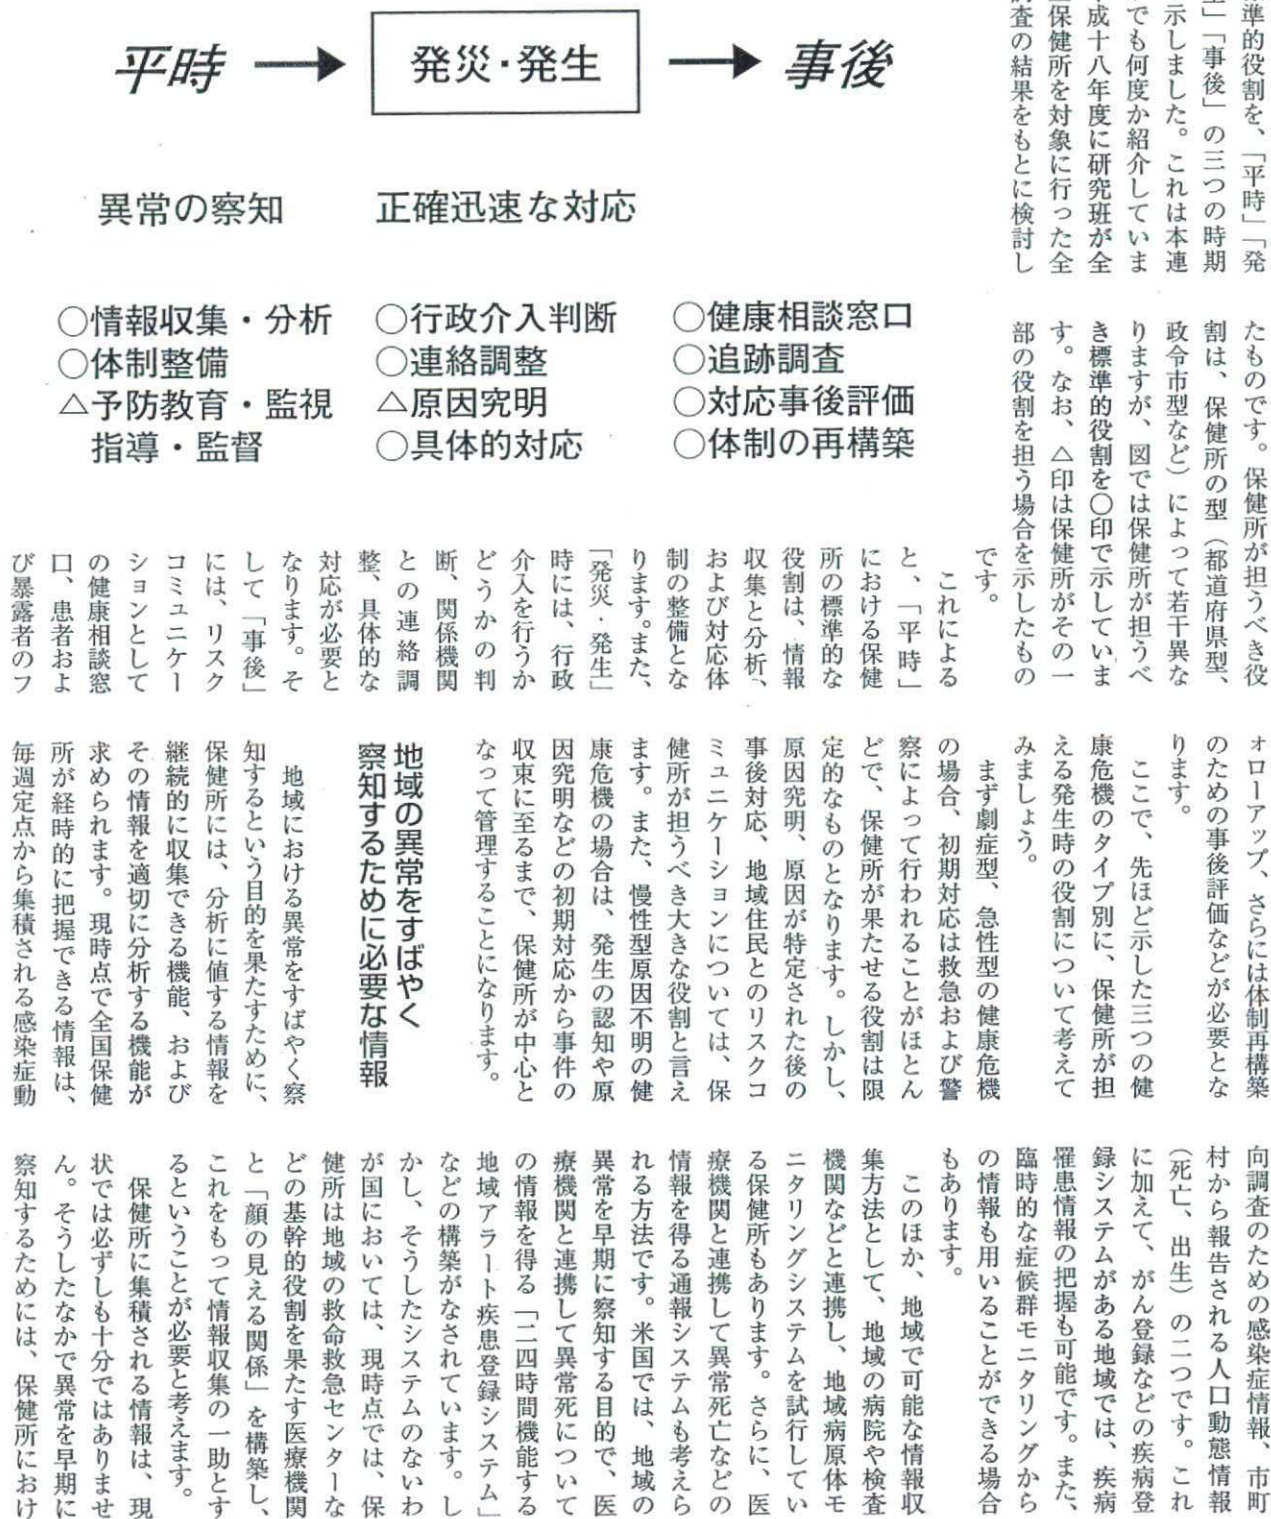 平時 → 発災・発生 → 事後
異常の察知
正確迅速な対応
○情報収集・分析
○体制整備
△予防教育・監視
指導・監督
○行政介入判断
○連絡調整
△原因究明
○具体的対応
○健康相談窓口
○追跡調査
○対応事後評価
○体制の再構築
準的役割を、「平時」「発
」「事後」の三つの時期
示しました。これは本連
でも何度か紹介していま
成十八年度に研究班が全
保健所を対象に行った全
査の結果をもとに検討し
たものです。保健所が担うべき役
割は、保健所の型（都道府県型、
政令市型など）によって若干異な
りますが、図では保健所が担うべ
き標準的役割を○印で示していま
す。なお、△印は保健所がその一
部の役割を担う場合を示したもの
です。
これによる
と、「平時」
における保健
所の標準的な
役割は、情報
収集と分析、
および対応体
制の整備とな
ります。また、
「発災・発生」
時には、行政
介入を行うか
どうかの判
断、関係機関
との連絡調
整、具体的な
対応が必要と
なります。そ
して「事後」
には、リスク
コミュニケー
ションとして
の健康相談窓
口、患者およ
び暴露者のフ
ォローアップ、さらには体制再構築
のための事後評価などが必要とな
ります。
ここで、先ほど示した三つの健
康危機のタイプ別に、保健所が担
える発生時の役割について考えて
みましょう。
まず劇症型、急性型の健康危機
の場合、初期対応は救急および警
察によって行われることがほとん
どで、保健所が果たせる役割は限
定的なものとなります。しかし、
原因究明、原因が特定された後の
事後対応、地域住民とのリスクコ
ミュニケーションについては、保
健所が担うべき大きな役割と言え
ます。また、慢性型原因不明の健
康危機の場合は、発生の認知や原
因究明などの初期対応から事件の
収束に至るまで、保健所が中心と
なって管理することになります。
地域の異常をすばやく
察知するために必要な情報
地域における異常をすばやく察
知するという目的を果たすために、
保健所には、分析に値する情報を
継続的に収集できる機能、および
その情報を適切に分析する機能が
求められます。現時点で全国保健
所が経時的に把握できる情報は、
毎週定点から集積される感染症動
向調査のための感染症情報、市町
村から報告される人口動態情報
（死亡、出生）の二つです。これ
に加えて、がん登録などの疾病登
録システムがある地域では、疾病
罹患情報の把握も可能です。また、
臨時的な症候群モニタリングから
の情報も用いることができる場合
もあります。
このほか、地域で可能な情報収
集方法として、地域の病院や検査
機関などと連携し、地域病原体モ
ニタリングシステムを試行してい
る保健所もあります。さらに、医
療機関と連携して異常死亡などの
情報を得る通報システムも考えら
れる方法です。米国では、地域の
異常を早期に察知する目的で、医
療機関と連携して異常死について
の情報を得る「二四時間機能する
地域アラート疾患登録システム」
などの構築がなされています。し
かし、そうしたシステムのないわ
が国においては、現時点では、保
健所は地域の救命救急センターな
どの基幹的役割を果たす医療機関
と「顔の見える関係」を構築し、
これをもって情報収集の一助とす
るということが必要と考えます。
保健所に集積される情報は、現
状では必ずしも十分ではありませ
ん。そうしたなかで異常を早期に
察知するためには、保健所におけ